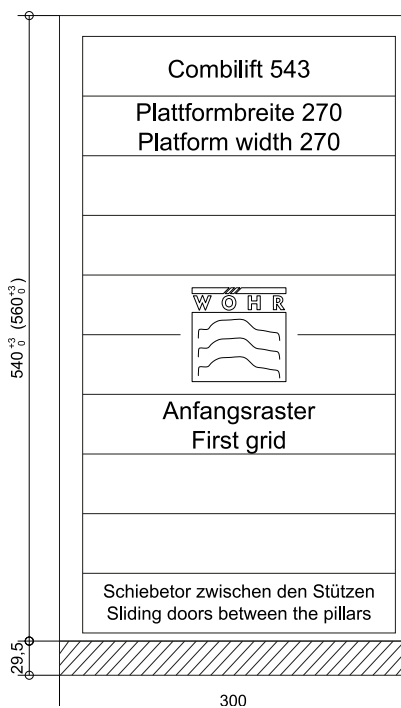 Combilift 543
Plattformbreite 270
Platform width 270
540 +3 0 (560 +3 0)
WÖHR
Anfangsraster
First grid
Schiebetor zwischen den Stützen
Sliding doors between the pillars
29,5
300